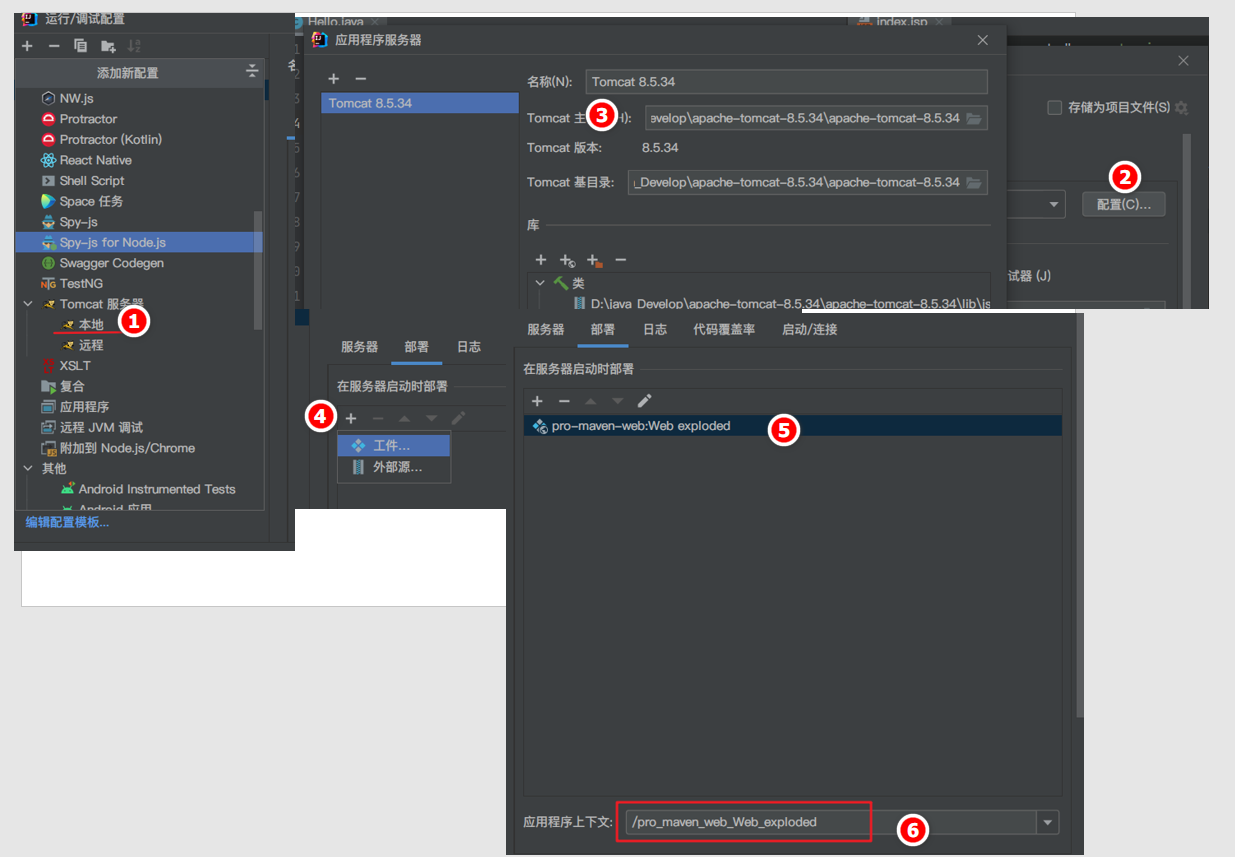 运行/调试配置
添加新配置
NW.js
Protractor
Protractor (Kotlin)
React Native
Shell Script
Space 任务
Spy-js
Spy-js for Node.js
Swagger Codegen
TestNG
Tomcat 服务器
本地
1
远程
XSLT
复合
应用程序
远程 JVM 调试
附加到 Node.js/Chrome
其他
Android Instrumented Tests
Android 应用
编辑配置模板...
Hello.java
index.jsp
应用程序服务器
Tomcat 8.5.34
名称(N):
Tomcat 8.5.34
Tomcat 主
3
H):
evelop\apache-tomcat-8.5.34\apache-tomcat-8.5.34
Tomcat 版本:
8.5.34
Tomcat 基目录:
_Develop\apache-tomcat-8.5.34\apache-tomcat-8.5.34
库
类
D:\java_Develop\apache-tomcat-8.5.34\apache-tomcat-8.5.34\lib\js
存储为项目文件(S)
2
配置(C)...
试器 (J)
服务器 部署 日志
在服务器启动时部署
4
工件...
外部源...
服务器 部署 日志 代码覆盖率 启动/连接
在服务器启动时部署
pro-maven-web:Web exploded
5
应用程序上下文:
/pro_maven_web_Web_exploded
6